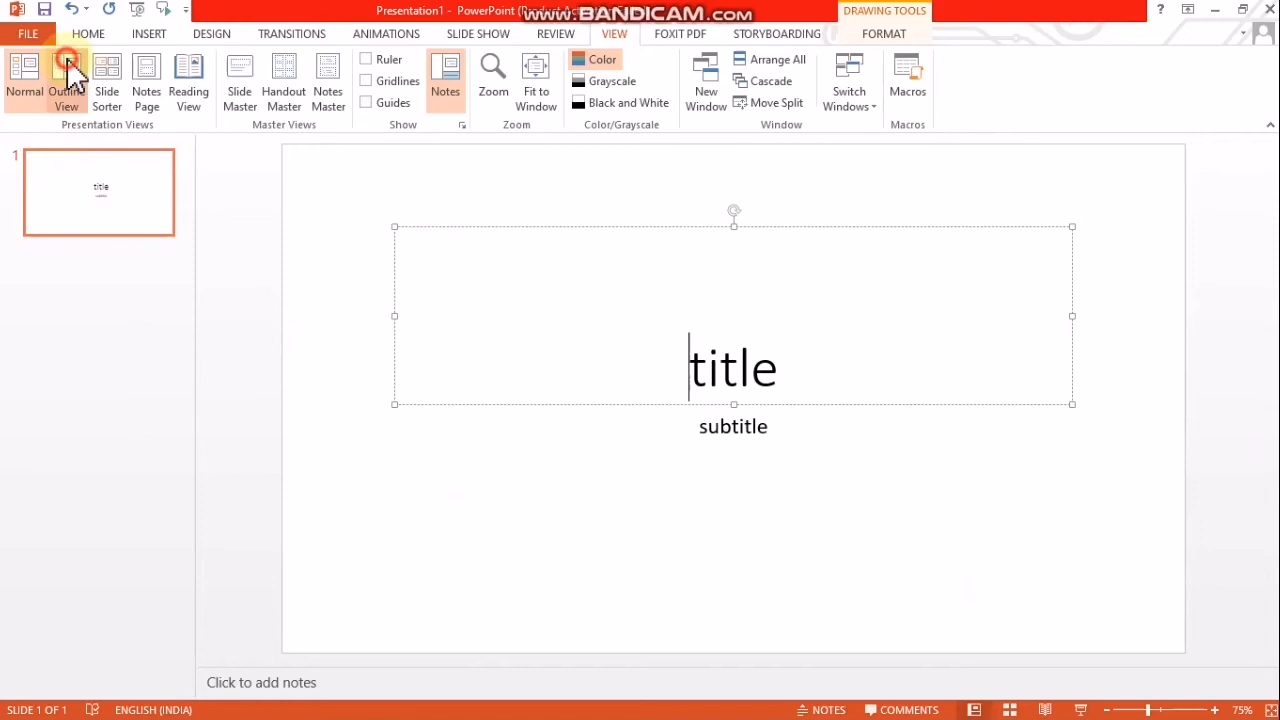 Presentation1 - PowerPoint (Product Activation
www.BANDICAM.com
DRAWING TOOLS
FILE HOME INSERT DESIGN TRANSITIONS ANIMATIONS SLIDE SHOW REVIEW VIEW FOXIT PDF STORYBOARDING FORMAT
Normal
Outline View
Slide Sorter
Notes Page
Reading View
Presentation Views
Slide Master
Handout Master
Notes Master
Master Views
Ruler
Gridlines
Guides
Show
Notes
Zoom
Fit to Window
Zoom
Color
Grayscale
Black and White
Color/Grayscale
New Window
Arrange All
Cascade
Move Split
Window
Switch Windows
Macros
Macros
1
title
title
subtitle
Click to add notes
SLIDE 1 OF 1 ENGLISH (INDIA) NOTES COMMENTS 75%